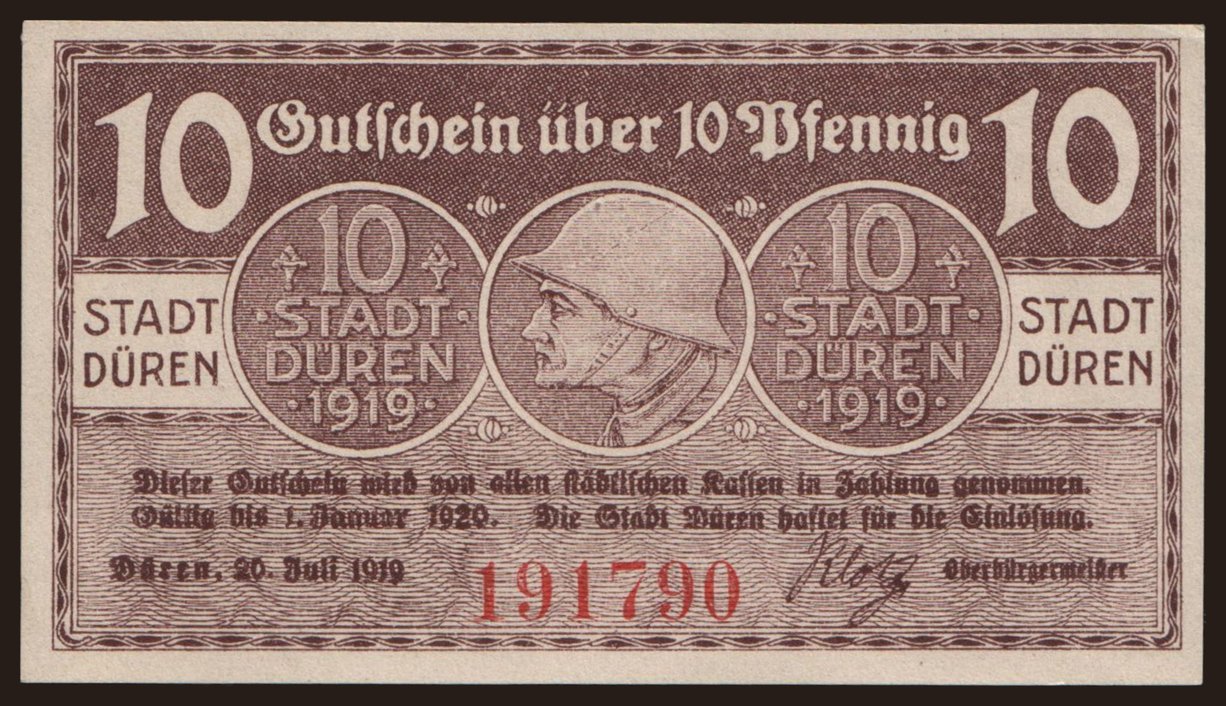 10 Gutschein über 10 Pfennig 10
10
STADT
DÜREN
1919
10
STADT
DÜREN
1919
STADT
DÜREN
STADT
DÜREN
Dieser Gutschein wird von allen städtischen Kassen in Zahlung genommen.
Gültig bis 1. Januar 1920. Die Stadt Düren haftet für die Einlösung.
Düren, 20. Juli 1919
191790
Klotz
Oberbürgermeister